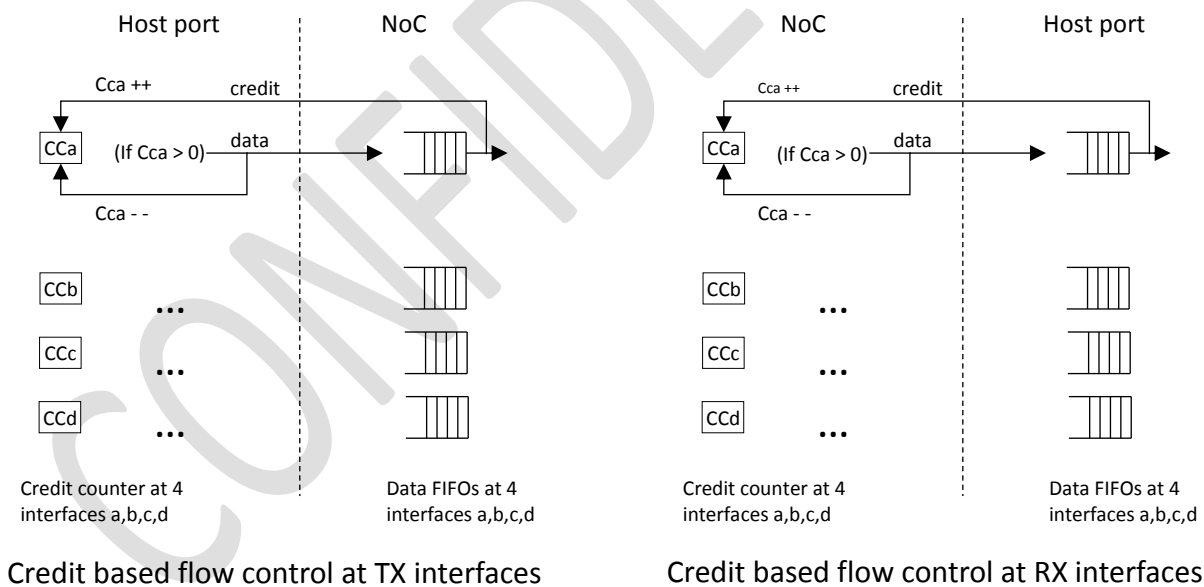 Host port
NoC
Cca ++
credit
CCa
(If Cca > 0)
data
Cca - -
CCb
...
CCc
...
CCd
...
Credit counter at 4
interfaces a,b,c,d
Data FIFOs at 4
interfaces a,b,c,d
Credit based flow control at TX interfaces
NoC
Host port
Cca ++
credit
CCa
(If Cca > 0)
data
Cca - -
CCb
...
CCc
...
CCd
...
Credit counter at 4
interfaces a,b,c,d
Data FIFOs at 4
interfaces a,b,c,d
Credit based flow control at RX interfaces
CONFIDE